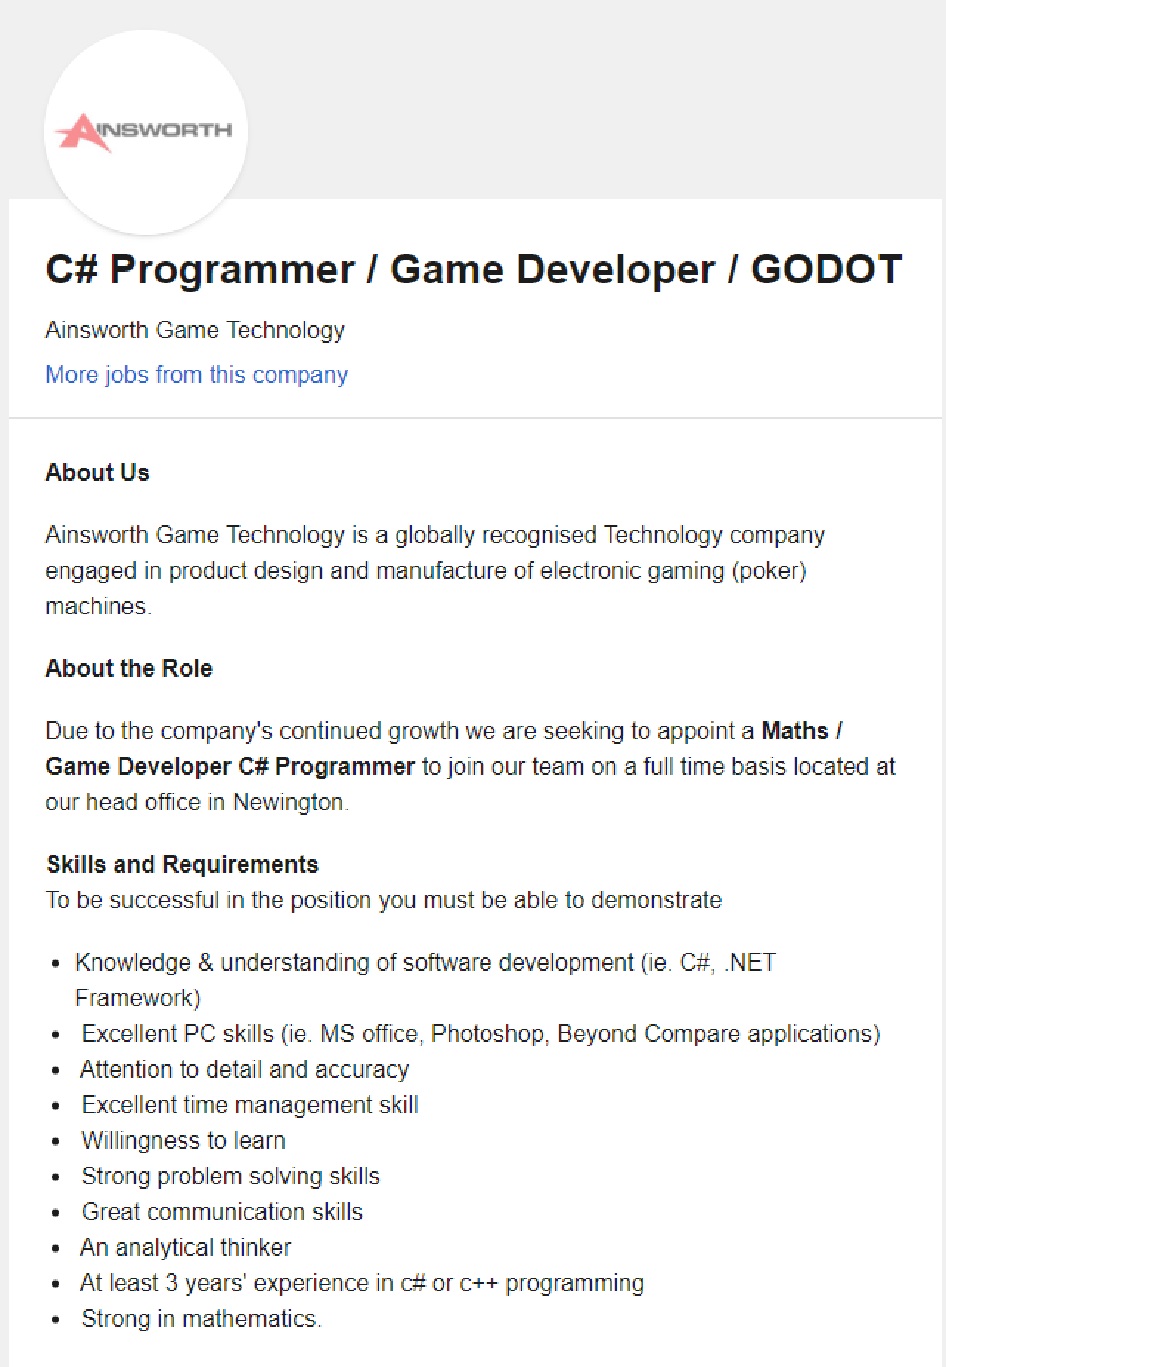 AINSWORTH
C# Programmer / Game Developer / GODOT
Ainsworth Game Technology
More jobs from this company
About Us
Ainsworth Game Technology is a globally recognised Technology company
engaged in product design and manufacture of electronic gaming (poker)
machines.
About the Role
Due to the company's continued growth we are seeking to appoint a Maths /
Game Developer C# Programmer to join our team on a full time basis located at
our head office in Newington.
Skills and Requirements
To be successful in the position you must be able to demonstrate
• Knowledge & understanding of software development (ie. C#, .NET
Framework)
• Excellent PC skills (ie. MS office, Photoshop, Beyond Compare applications)
• Attention to detail and accuracy
• Excellent time management skill
• Willingness to learn
• Strong problem solving skills
• Great communication skills
• An analytical thinker
• At least 3 years' experience in c# or c++ programming
• Strong in mathematics.